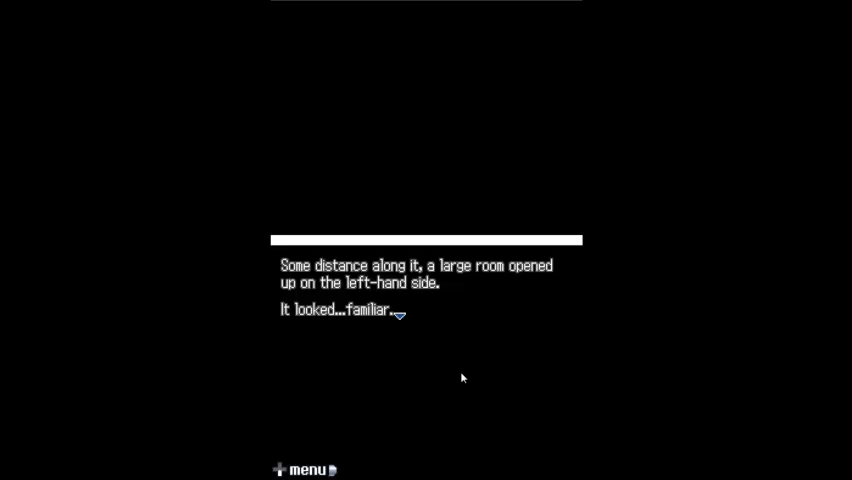 Some distance along it, a large room opened
up on the left-hand side.
It looked...familiar.
menu